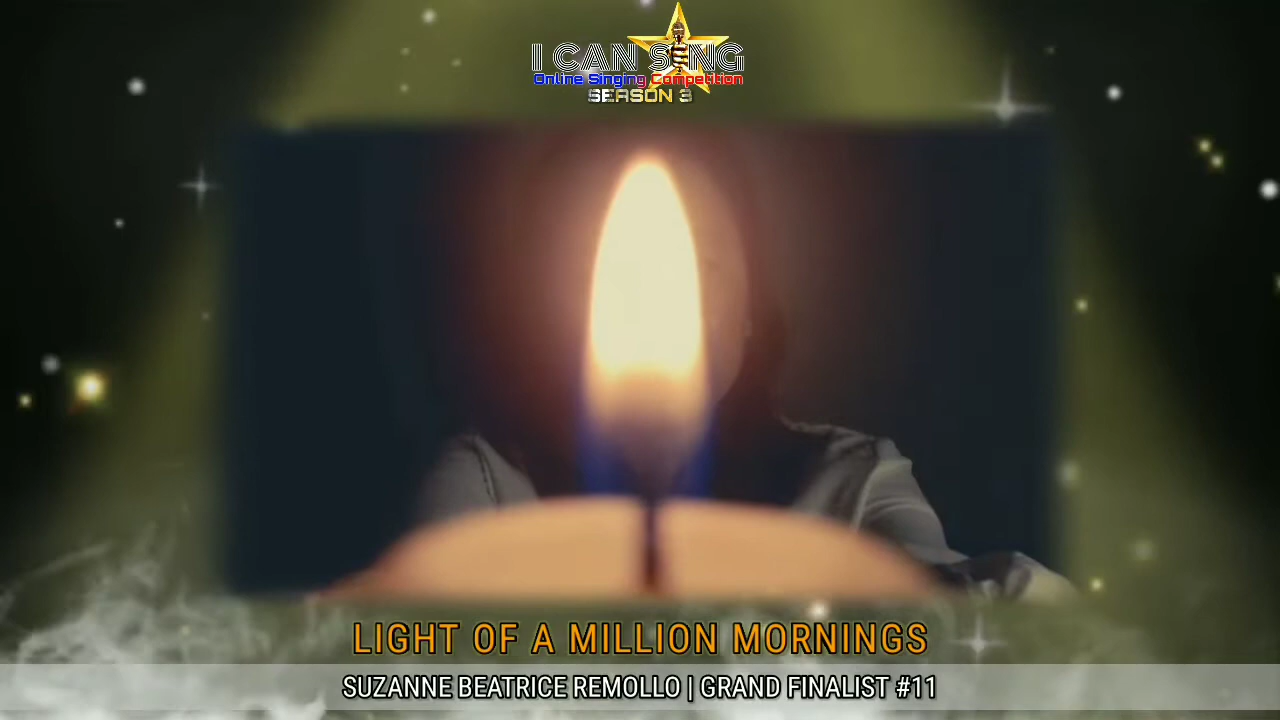 I CAN SING
Online Singing Competition
SEASON 3
LIGHT OF A MILLION MORNINGS
SUZANNE BEATRICE REMOLLO | GRAND FINALIST #11